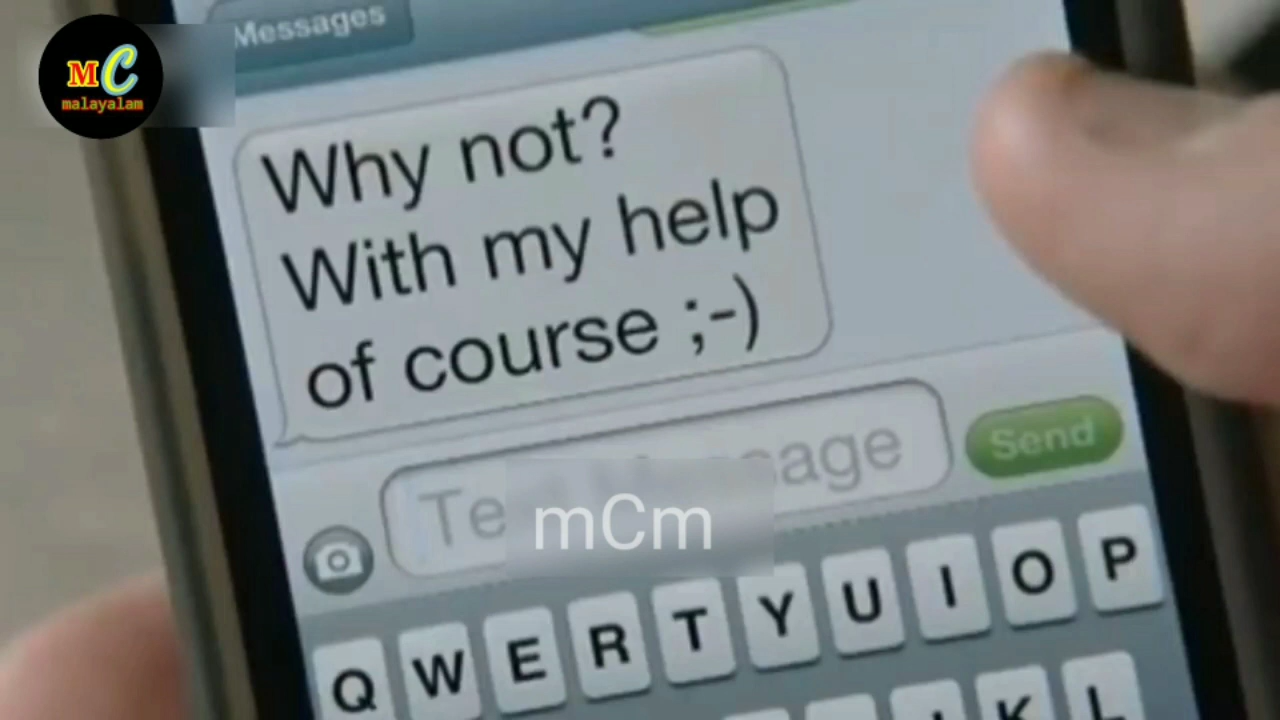 Messages
MC
malayalam
Why not?
With my help
of course ;-)
Send
mCm
Q W E R T Y U I O P
K L